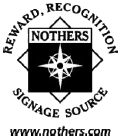 REWARD, RECOGNITION
NOTHERS
SIGNAGE SOURCE
www.nothers.com